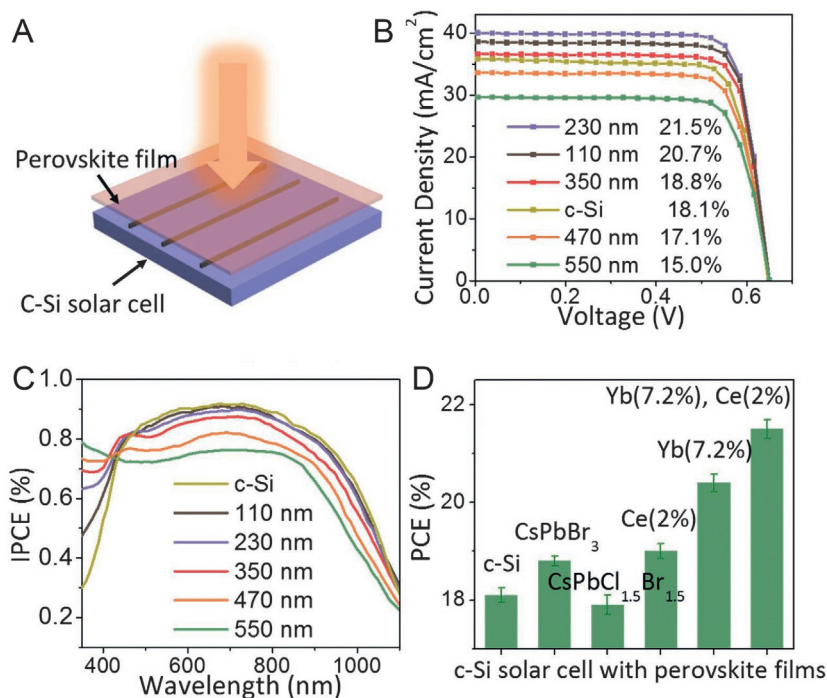 A
Perovskite film
C-Si solar cell
B
Current Density (mA/cm²)
40
30
20
10
0
230 nm 21.5%
110 nm 20.7%
350 nm 18.8%
c-Si 18.1%
470 nm 17.1%
550 nm 15.0%
0.0 0.2 0.4 0.6
Voltage (V)
C
IPCE (%)
1.0
0.8
0.6
0.4
0.2
c-Si
110 nm
230 nm
350 nm
470 nm
550 nm
400 600 800 1000
Wavelength (nm)
D
PCE (%)
22
20
18
Yb(7.2%), Ce(2%)
Yb(7.2%)
Ce(2%)
CsPbBr₃
c-Si
CsPbCl₁.₅Br₁.₅
c-Si solar cell with perovskite films